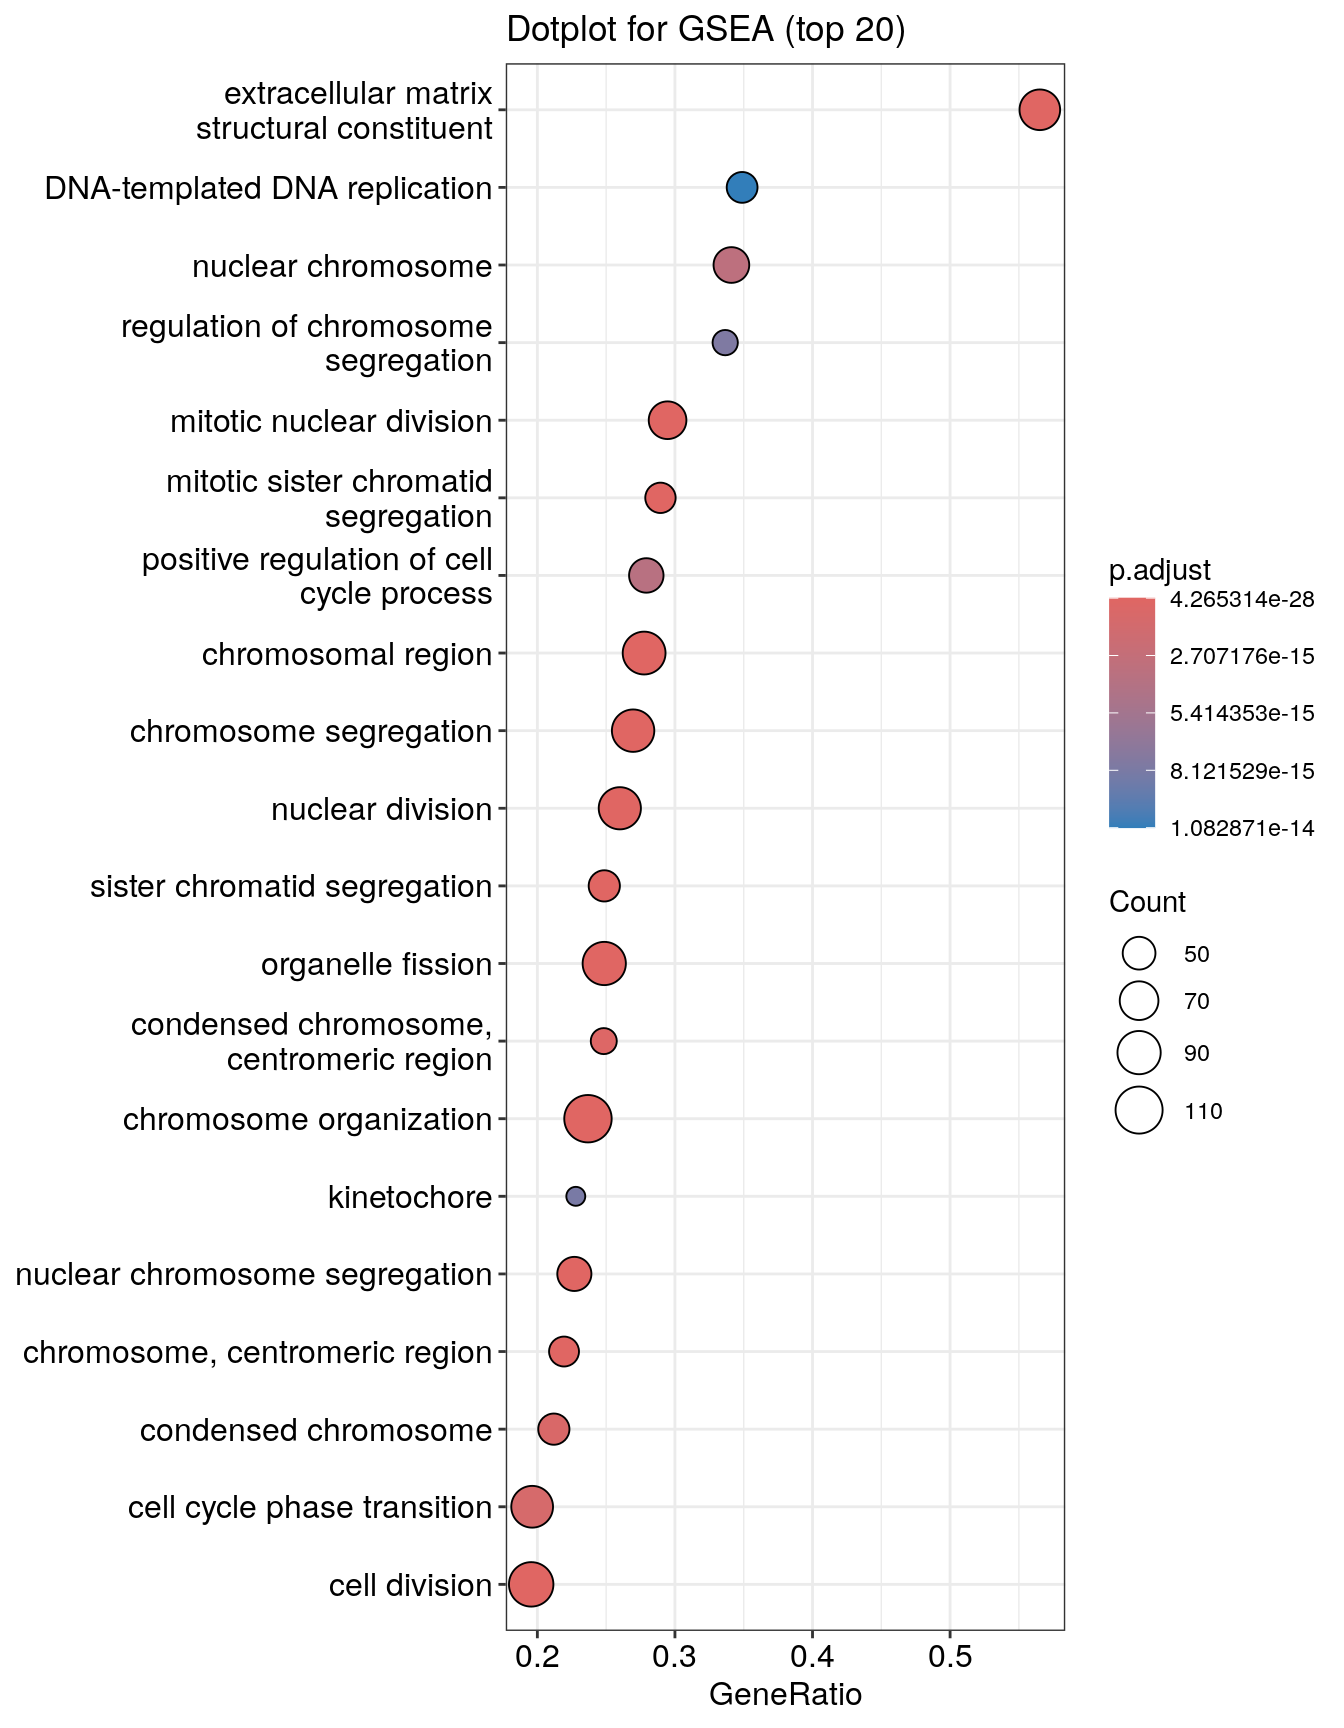 Dotplot for GSEA (top 20)
extracellular matrix
structural constituent
DNA-templated DNA replication
nuclear chromosome
regulation of chromosome
segregation
mitotic nuclear division
mitotic sister chromatid
segregation
positive regulation of cell
cycle process
chromosomal region
chromosome segregation
nuclear division
sister chromatid segregation
organelle fission
condensed chromosome,
centromeric region
chromosome organization
kinetochore
nuclear chromosome segregation
chromosome, centromeric region
condensed chromosome
cell cycle phase transition
cell division
0.2 0.3 0.4 0.5
GeneRatio
p.adjust
4.265314e-28
2.707176e-15
5.414353e-15
8.121529e-15
1.082871e-14
Count
50
70
90
110